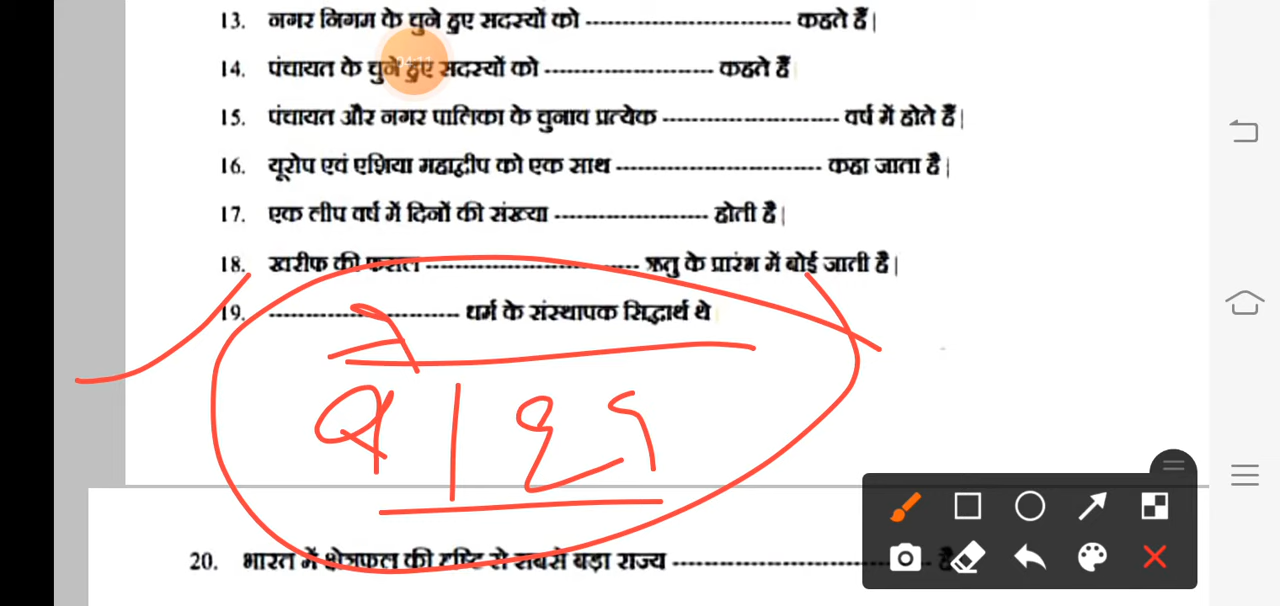 13. नगर निगम के चुने हुए सदस्यों को ---------------------------- कहते हैं|
14. पंचायत के चुने हुए सदस्यों को ----------------------- कहते हैं
15. पंचायत और नगर पालिका के चुनाव प्रत्येक ------------------------ वर्ष में होते हैं|
16. यूरोप एवं एशिया महाद्वीप को एक साथ ---------------------------- कहा जाता है|
17. एक लीप वर्ष में दिनों की संख्या --------------------- होती है|
18. खरीफ की फसल ----------------------------- ऋतु के प्रारंभ में बोई जाती है|
19. -------------------------- धर्म के संस्थापक सिद्धार्थ थे
20. भारत में क्षेत्रफल की दृष्टि से सबसे बड़ा राज्य ------------------------------ है